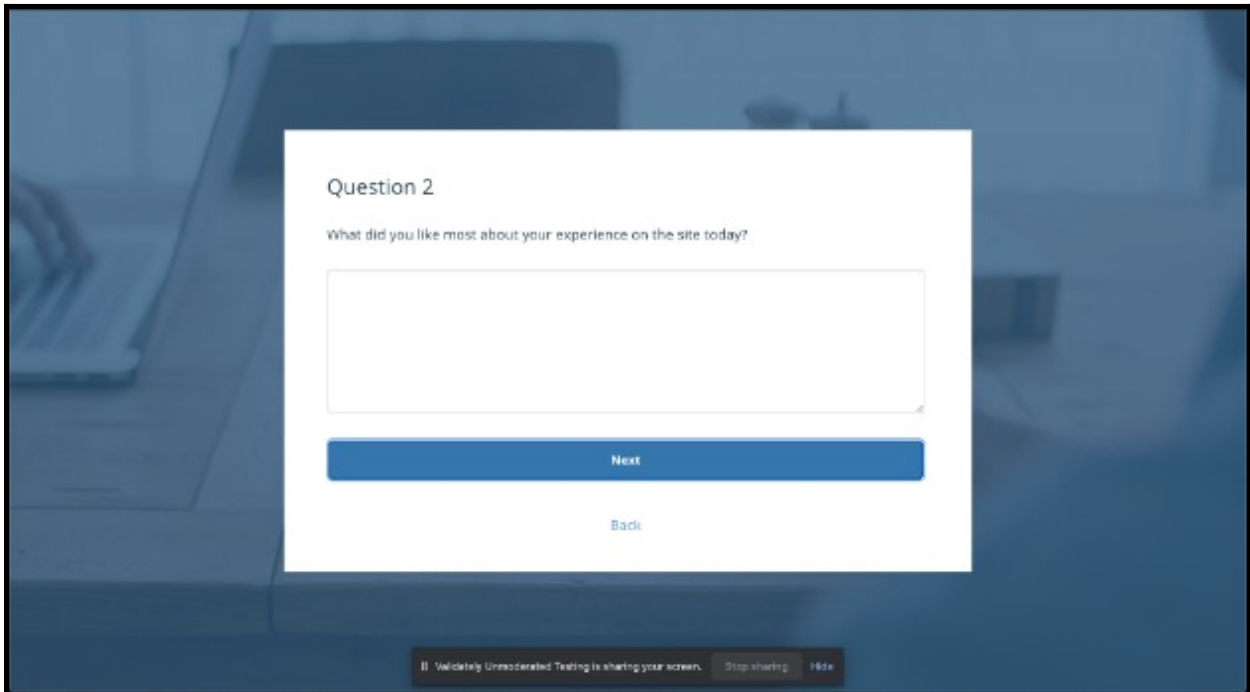 Question 2
What did you like most about your experience on the site today?
Next
Back
Validately Unmoderated Testing is sharing your screen. Stop sharing Hide